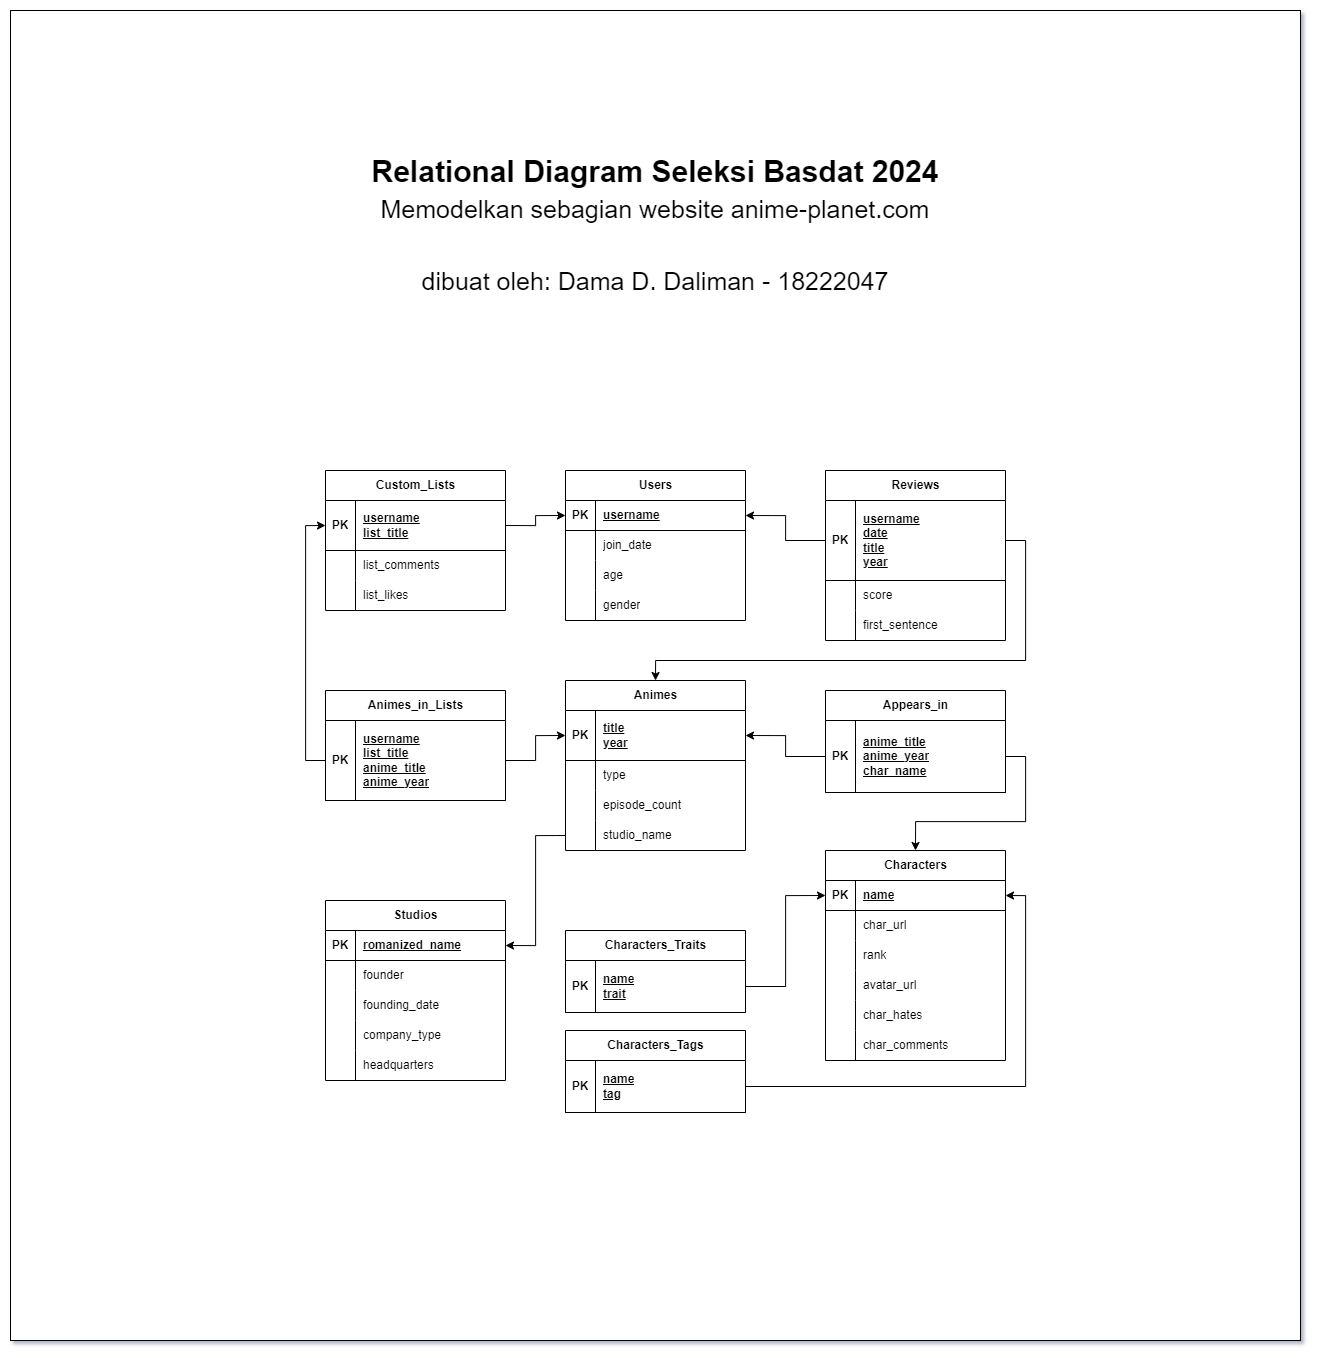 Relational Diagram Seleksi Basdat 2024
Memodelkan sebagian website anime-planet.com
dibuat oleh: Dama D. Daliman - 18222047
Custom_Lists
PK
username
list_title
list_comments
list_likes
Users
PK
username
join_date
age
gender
Reviews
PK
username
date
title
year
score
first_sentence
Animes_in_Lists
PK
username
list_title
anime_title
anime_year
Animes
PK
title
year
type
episode_count
studio_name
Appears_in
PK
anime_title
anime_year
char_name
Studios
PK
romanized_name
founder
founding_date
company_type
headquarters
Characters_Traits
PK
name
trait
Characters_Tags
PK
name
tag
Characters
PK
name
char_url
rank
avatar_url
char_hates
char_comments